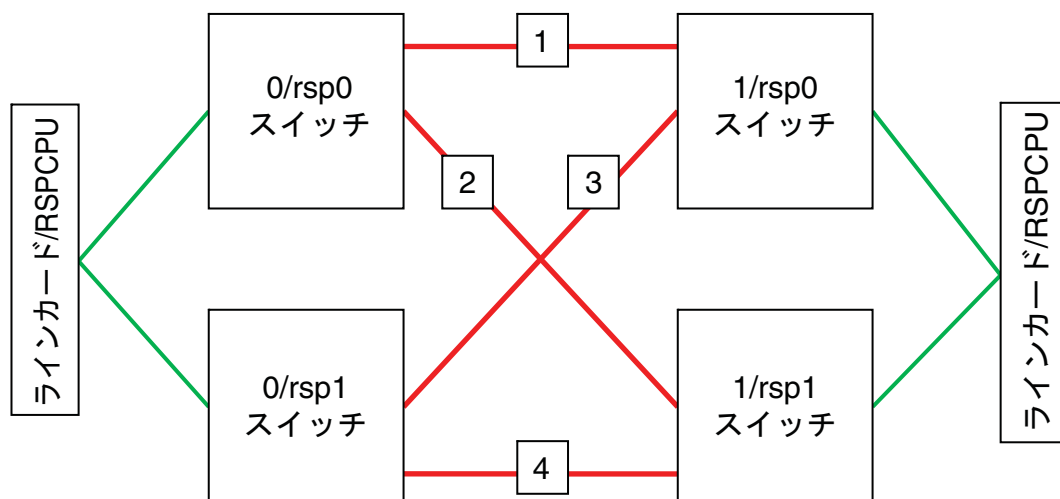 0/rsp0
スイッチ
1
1/rsp0
スイッチ
2
3
ラインカード/RSPCPU
ラインカード/RSPCPU
0/rsp1
スイッチ
4
1/rsp1
スイッチ